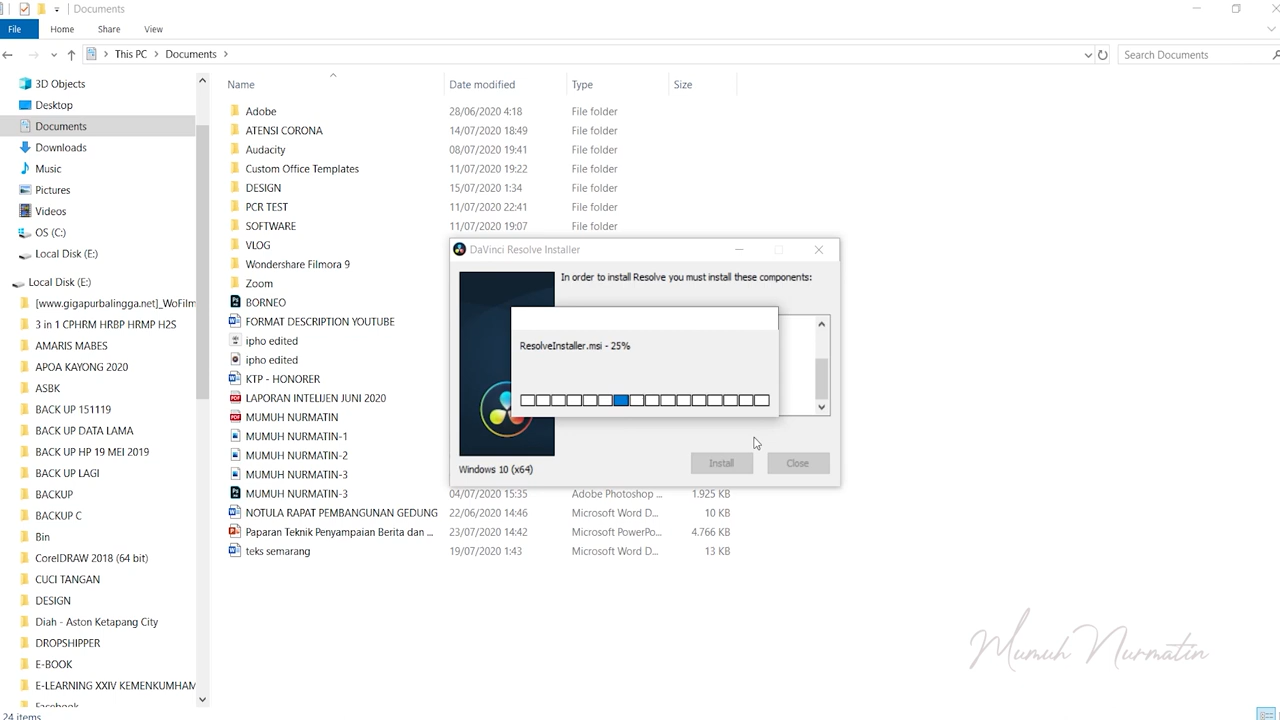 Documents
File Home Share View
This PC > Documents >
Search Documents
3D Objects
Desktop
Documents
Downloads
Music
Pictures
Videos
OS (C:)
Local Disk (E:)
Local Disk (E:)
[www.gigapurbalingga.net]_WoFilm
3 in 1 CPHRM HRBP HRMP H2S
AMARIS MABES
APOA KAYONG 2020
ASBK
BACK UP 151119
BACK UP DATA LAMA
BACK UP HP 19 MEI 2019
BACK UP LAGI
BACKUP
BACKUP C
Bin
CorelDRAW 2018 (64 bit)
CUCI TANGAN
DESIGN
Diah - Aston Ketapang City
DROPSHIPPER
E-BOOK
E-LEARNING XXIV KEMENKUMHAM
Facebook
24 items
Name Date modified Type Size
Adobe 28/06/2020 4:18 File folder
ATENSI CORONA 14/07/2020 18:49 File folder
Audacity 08/07/2020 19:41 File folder
Custom Office Templates 11/07/2020 19:22 File folder
DESIGN 15/07/2020 1:34 File folder
PCR TEST 11/07/2020 22:41 File folder
SOFTWARE 11/07/2020 19:07 File folder
VLOG
Wondershare Filmora 9
Zoom
BORNEO
FORMAT DESCRIPTION YOUTUBE
ipho edited
ipho edited
KTP - HONORER
LAPORAN INTELIJEN JUNI 2020
MUMUH NURMATIN
MUMUH NURMATIN-1
MUMUH NURMATIN-2
MUMUH NURMATIN-3
MUMUH NURMATIN-3 04/07/2020 15:35 Adobe Photoshop ... 1.925 KB
NOTULA RAPAT PEMBANGUNAN GEDUNG 22/06/2020 14:46 Microsoft Word D... 10 KB
Paparan Teknik Penyampaian Berita dan ... 23/07/2020 14:42 Microsoft PowerPo... 4.766 KB
teks semarang 19/07/2020 1:43 Microsoft Word D... 13 KB
DaVinci Resolve Installer
In order to install Resolve you must install these components:
ResolveInstaller.msi - 25%
Windows 10 (x64)
Install Close
Mumuh Nurmatin